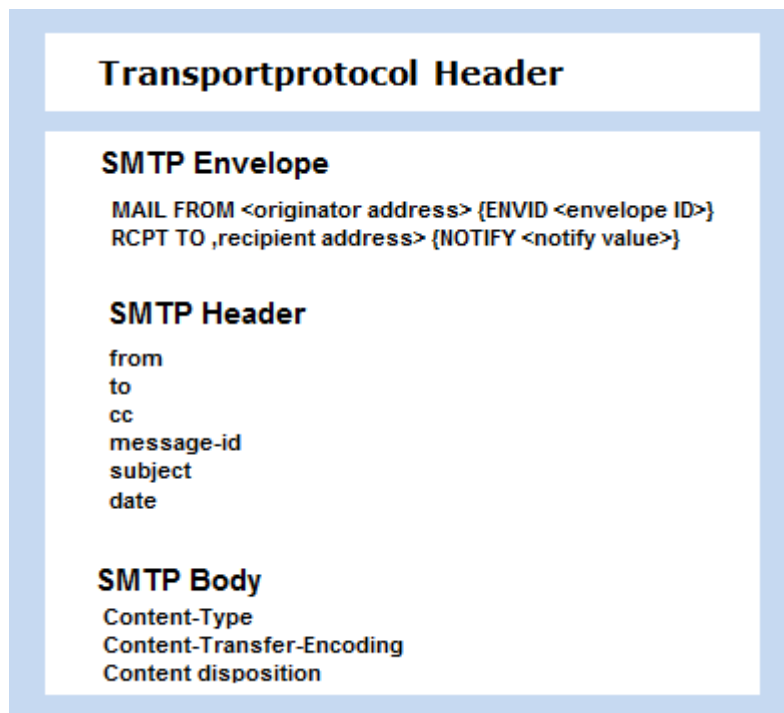 Transportprotocol Header
SMTP Envelope
MAIL FROM <originator address> {ENVID <envelope ID>}
RCPT TO ,recipient address> {NOTIFY <notify value>}
SMTP Header
from
to
cc
message-id
subject
date
SMTP Body
Content-Type
Content-Transfer-Encoding
Content disposition